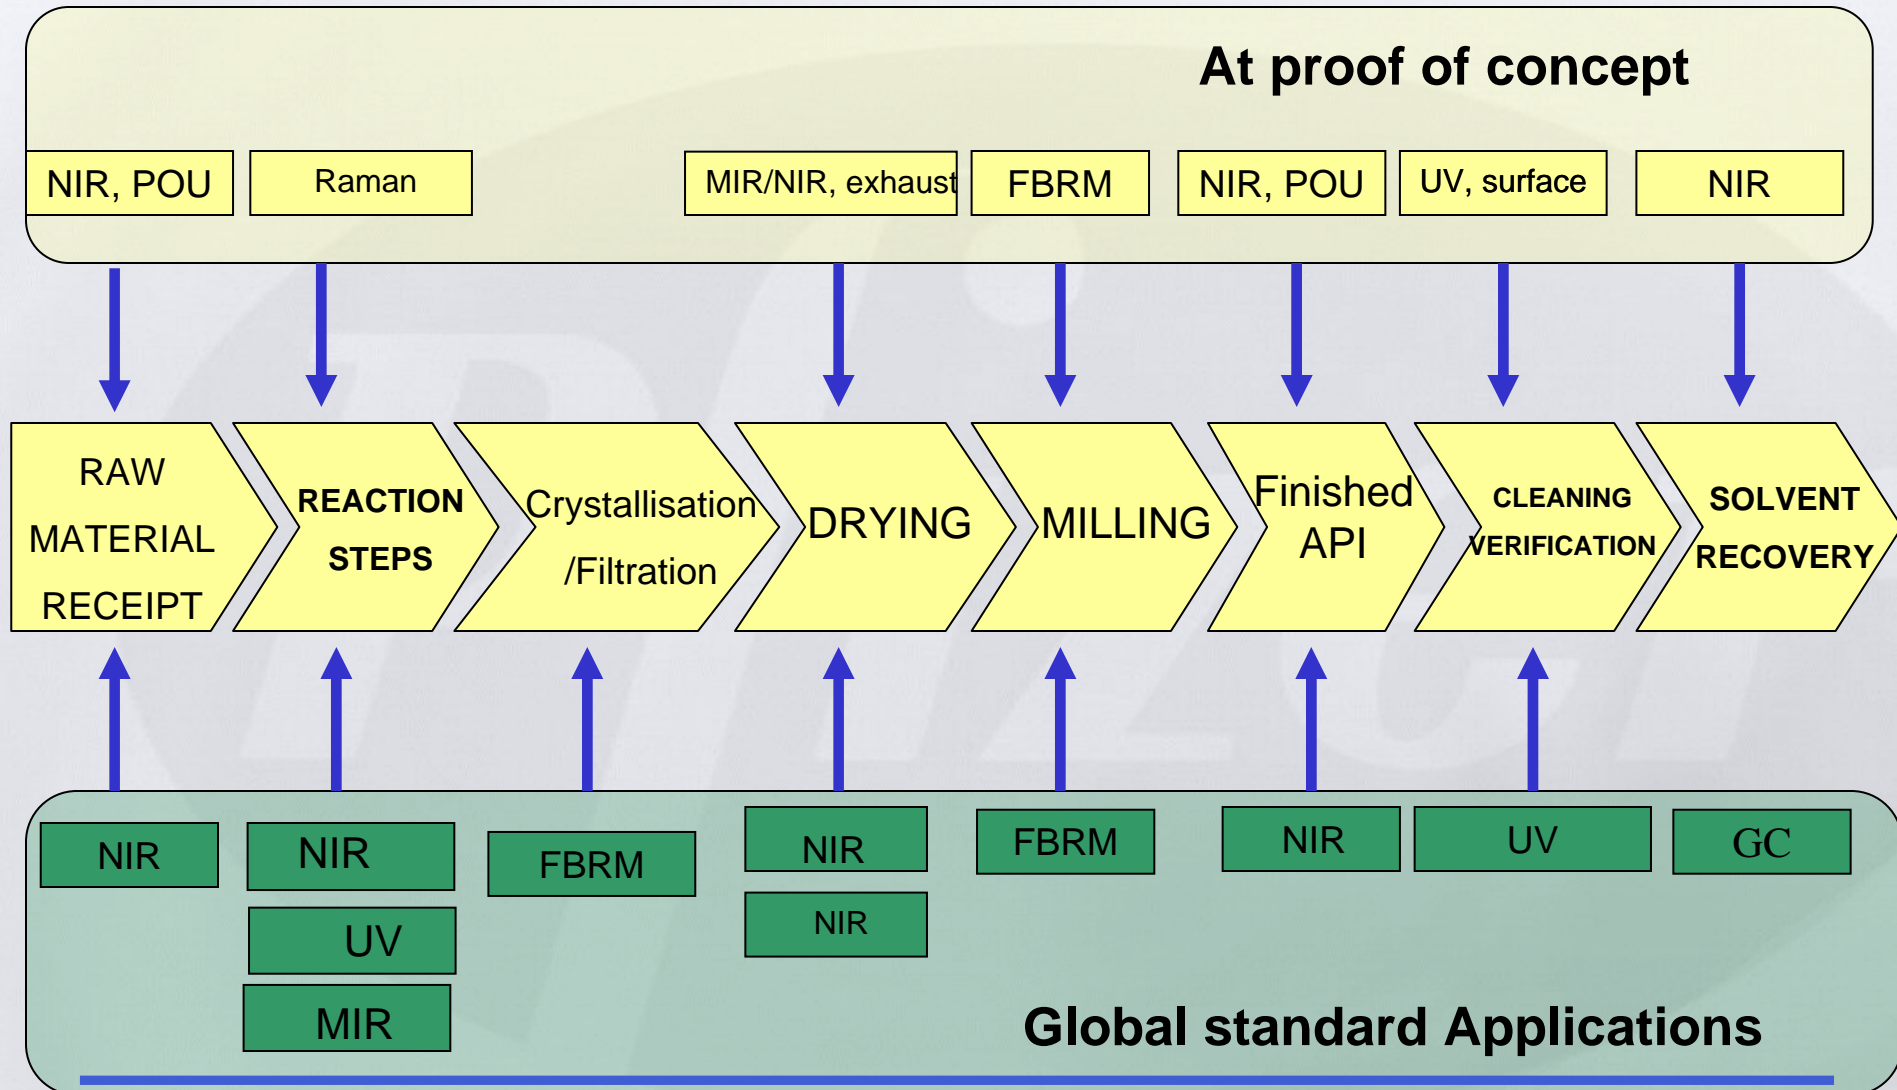 At proof of concept
NIR, POU
Raman
MIR/NIR, exhaust
FBRM
NIR, POU
UV, surface
NIR
RAW
MATERIAL
RECEIPT
REACTION
STEPS
Crystallisation
/Filtration
DRYING
MILLING
Finished
API
CLEANING
VERIFICATION
SOLVENT
RECOVERY
NIR
NIR
UV
MIR
FBRM
NIR
NIR
FBRM
NIR
UV
GC
Global standard Applications
Pfizer